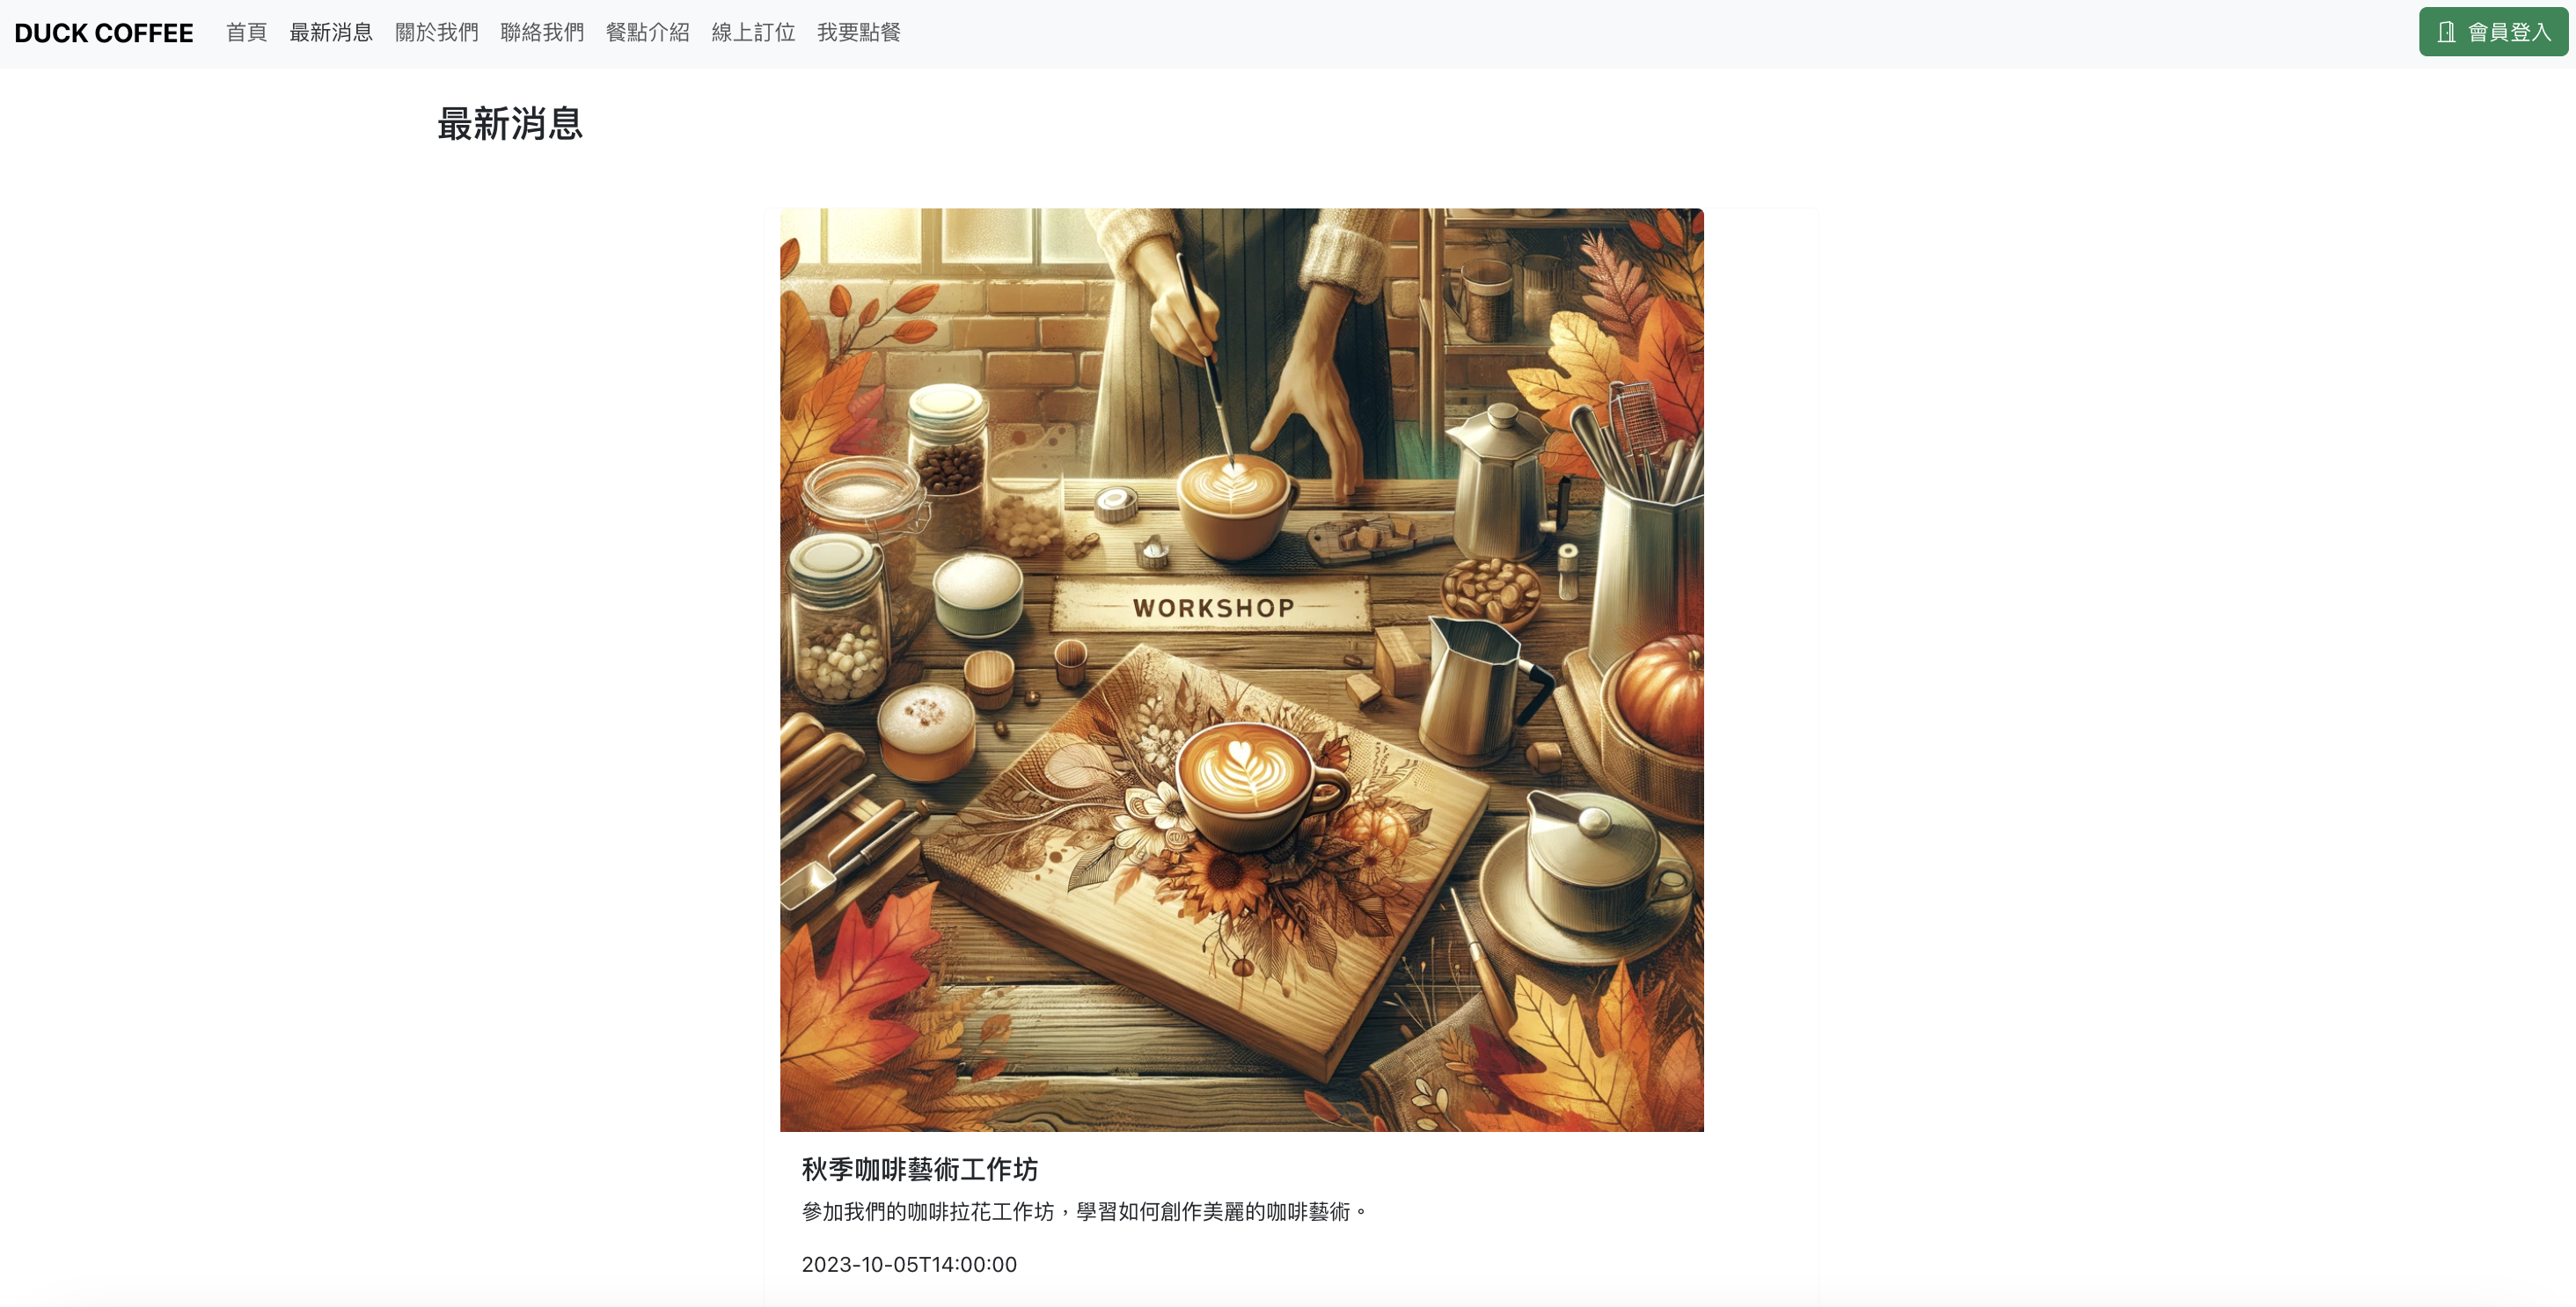 DUCK COFFEE 首頁 最新消息 關於我們 聯絡我們 餐點介紹 線上訂位 我要點餐 會員登入
最新消息
WORKSHOP
秋季咖啡藝術工作坊
參加我們的咖啡拉花工作坊，學習如何創作美麗的咖啡藝術。
2023-10-05T14:00:00